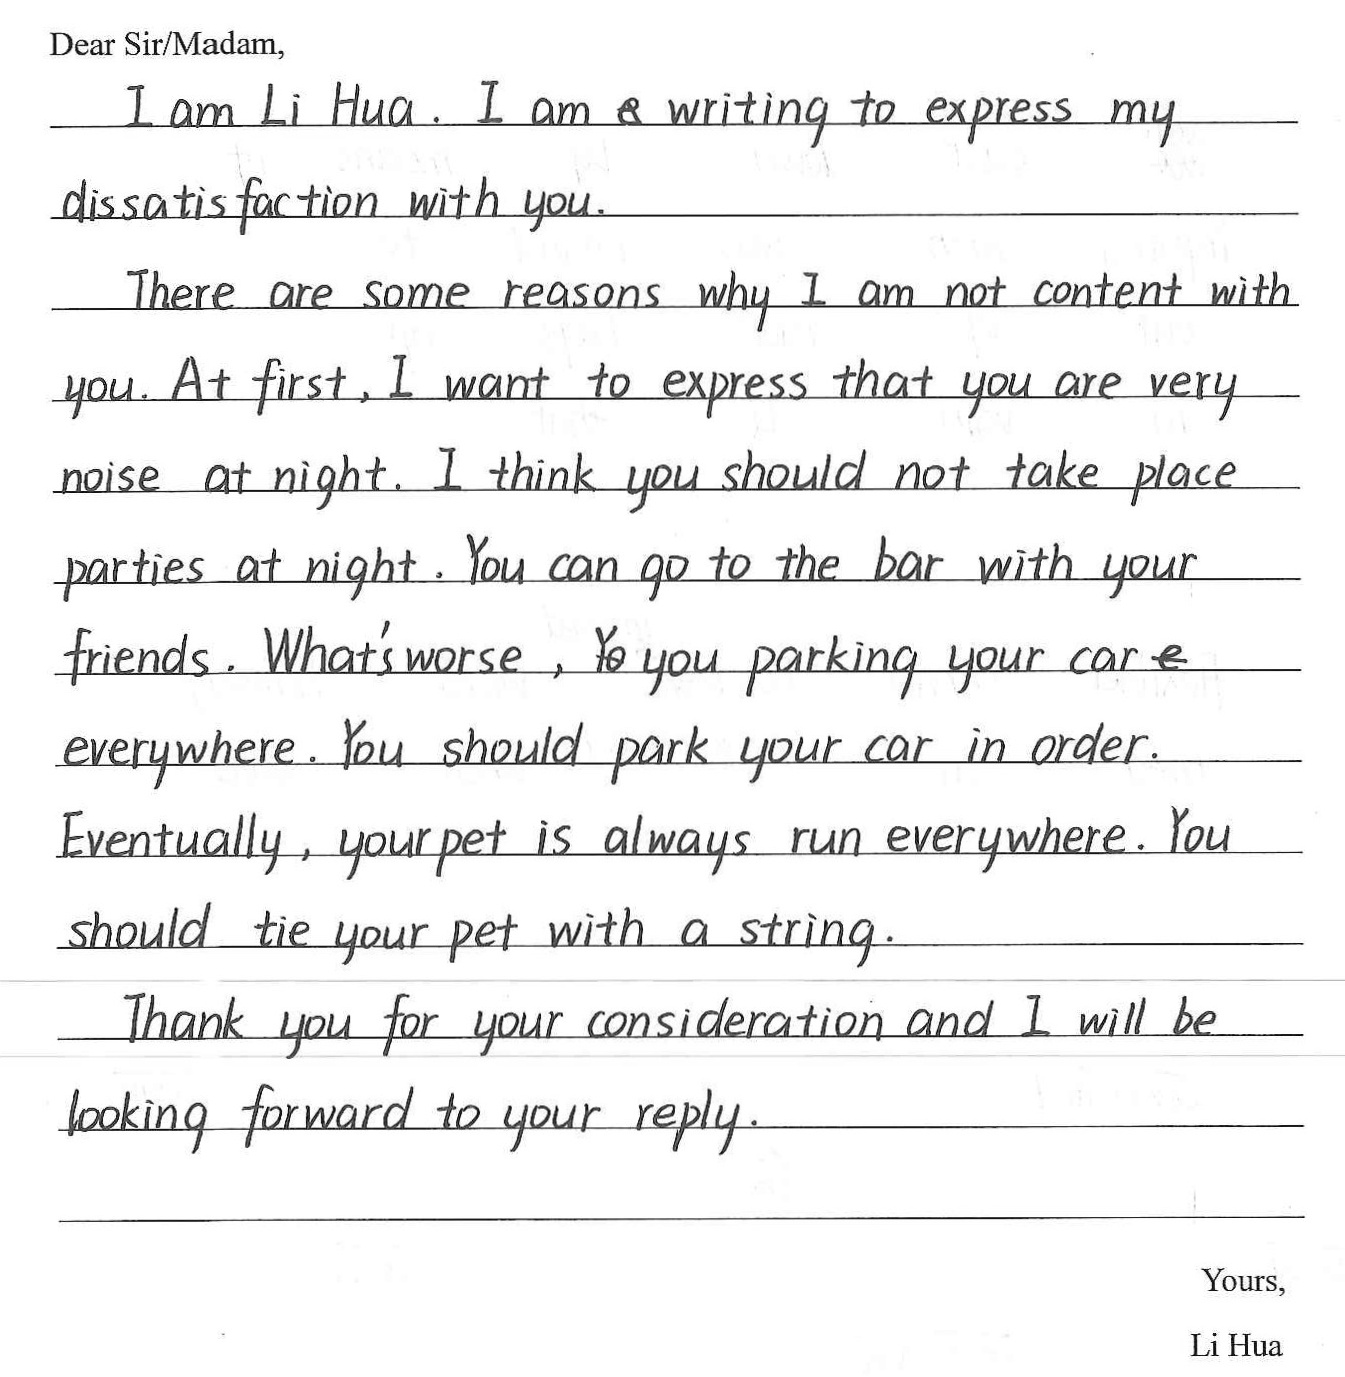 Dear Sir/Madam,
I am Li Hua. I am writing to express my
dissatisfaction with you.
There are some reasons why I am not content with
you. At first, I want to express that you are very
noise at night. I think you should not take place
parties at night. You can go to the bar with your
friends. What's worse, you parking your car
everywhere. You should park your car in order.
Eventually, your pet is always run everywhere. You
should tie your pet with a string.
Thank you for your consideration and I will be
looking forward to your reply.
Yours,
Li Hua